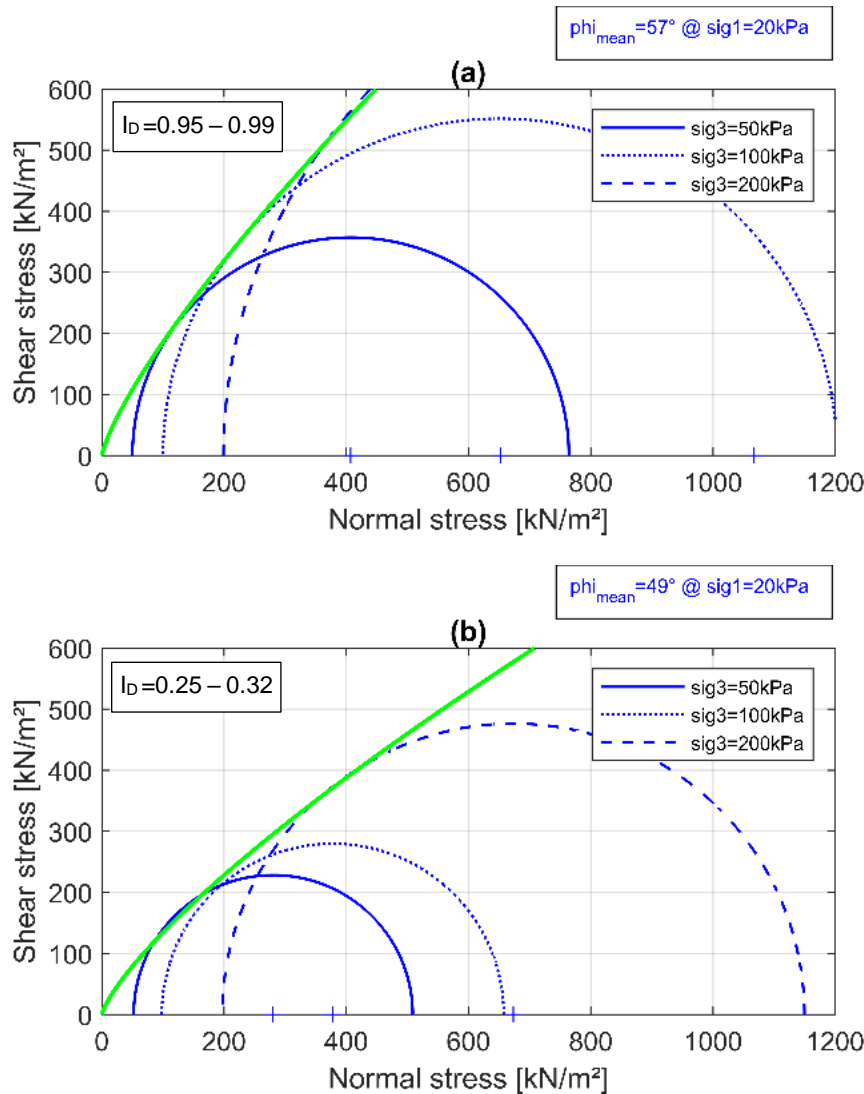 phimean=57° @ sig1=20kPa
(a)
ID=0.95 – 0.99
sig3=50kPa
sig3=100kPa
sig3=200kPa
600
500
400
300
200
100
0
Shear stress [kN/m²]
0 200 400 600 800 1000 1200
Normal stress [kN/m²]
phimean=49° @ sig1=20kPa
(b)
ID=0.25 – 0.32
sig3=50kPa
sig3=100kPa
sig3=200kPa
600
500
400
300
200
100
0
Shear stress [kN/m²]
0 200 400 600 800 1000 1200
Normal stress [kN/m²]